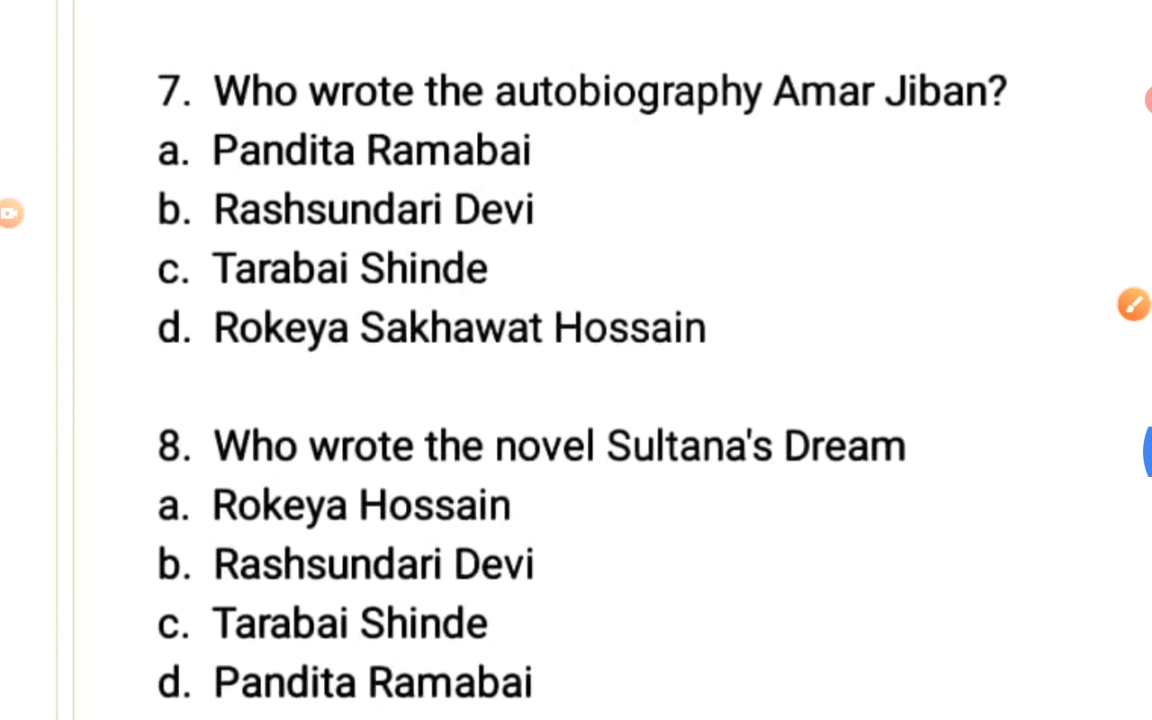 7. Who wrote the autobiography Amar Jiban?
a. Pandita Ramabai
b. Rashsundari Devi
c. Tarabai Shinde
d. Rokeya Sakhawat Hossain
8. Who wrote the novel Sultana's Dream
a. Rokeya Hossain
b. Rashsundari Devi
c. Tarabai Shinde
d. Pandita Ramabai